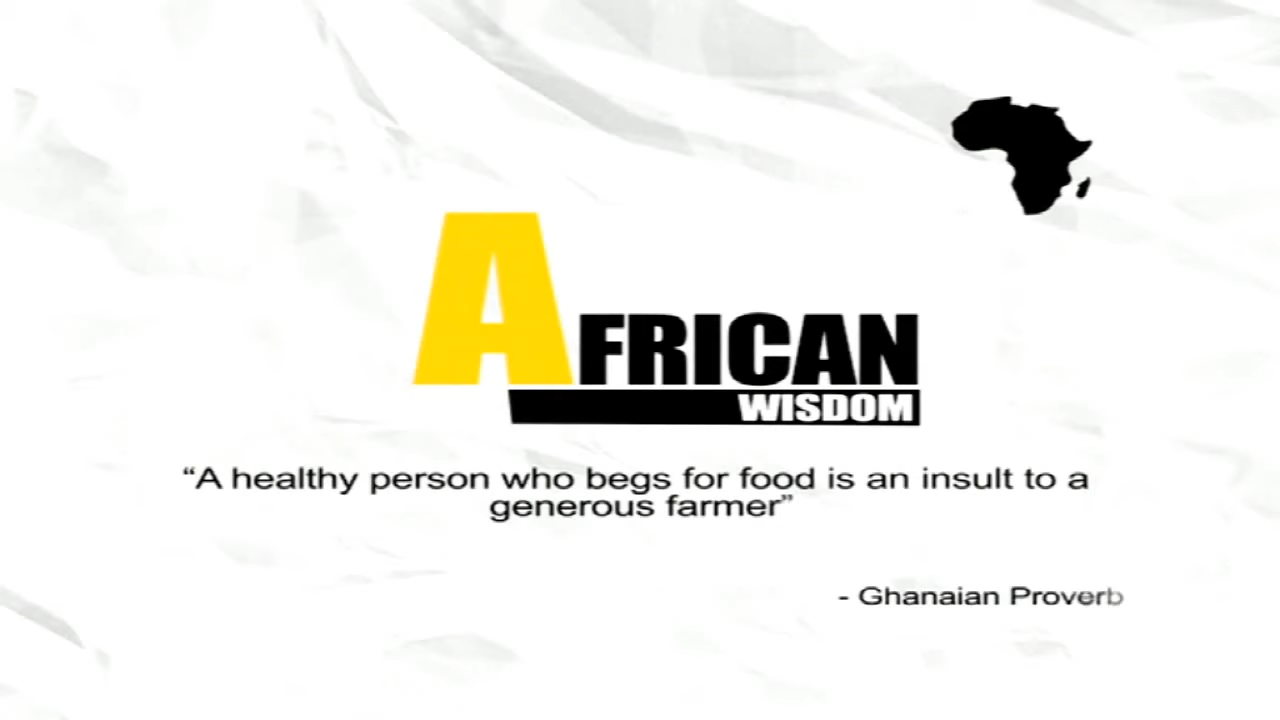 AFRICAN
WISDOM
“A healthy person who begs for food is an insult to a
generous farmer”
- Ghanaian Proverb